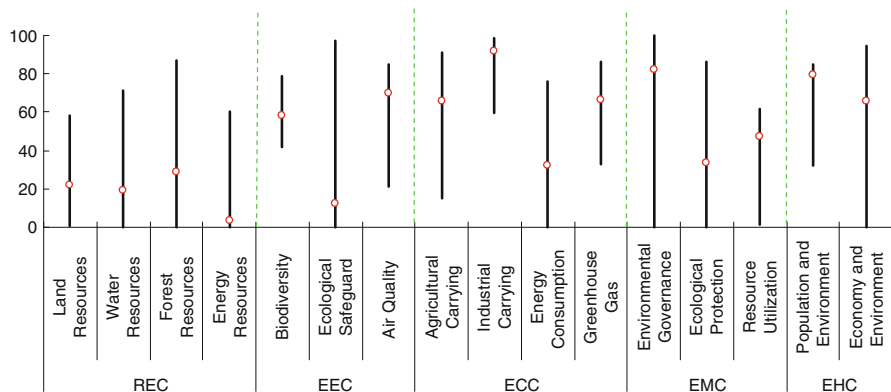 100
80
60
40
20
0
Land
Resources
Water
Resources
Forest
Resources
Energy
Resources
Biodiversity
Ecological
Safeguard
Air Quality
Agricultural
Carrying
Industrial
Carrying
Energy
Consumption
Greenhouse
Gas
Environmental
Governance
Ecological
Protection
Resource
Utilization
Population and
Environment
Economy and
Environment
REC
EEC
ECC
EMC
EHC